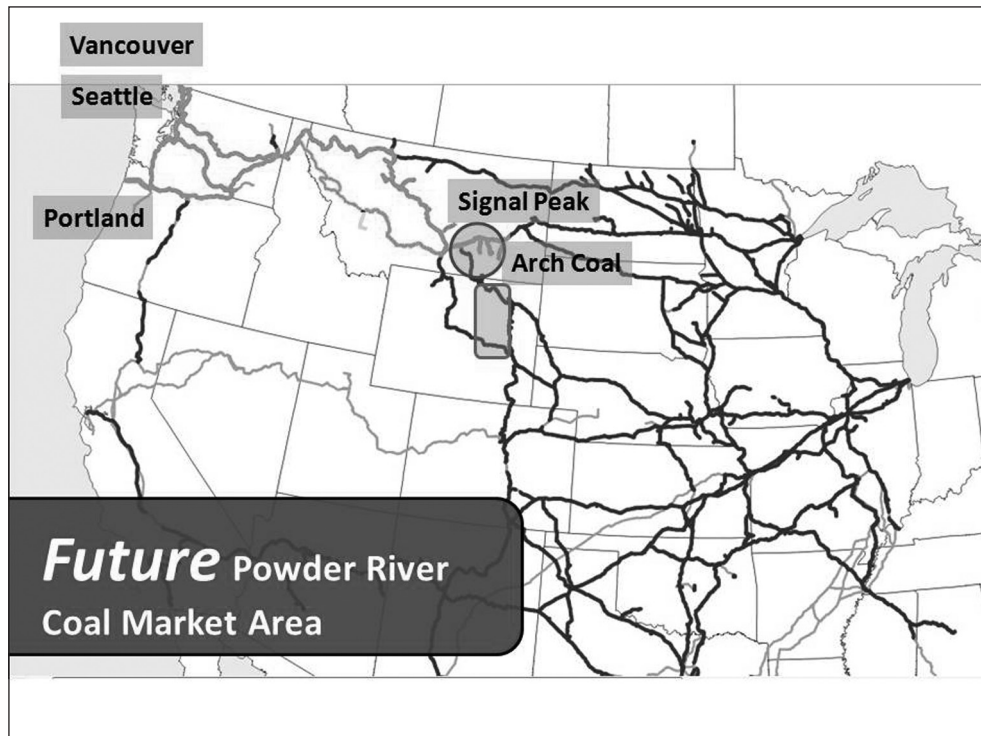 Vancouver
Seattle
Portland
Signal Peak
Arch Coal
Future Powder River
Coal Market Area